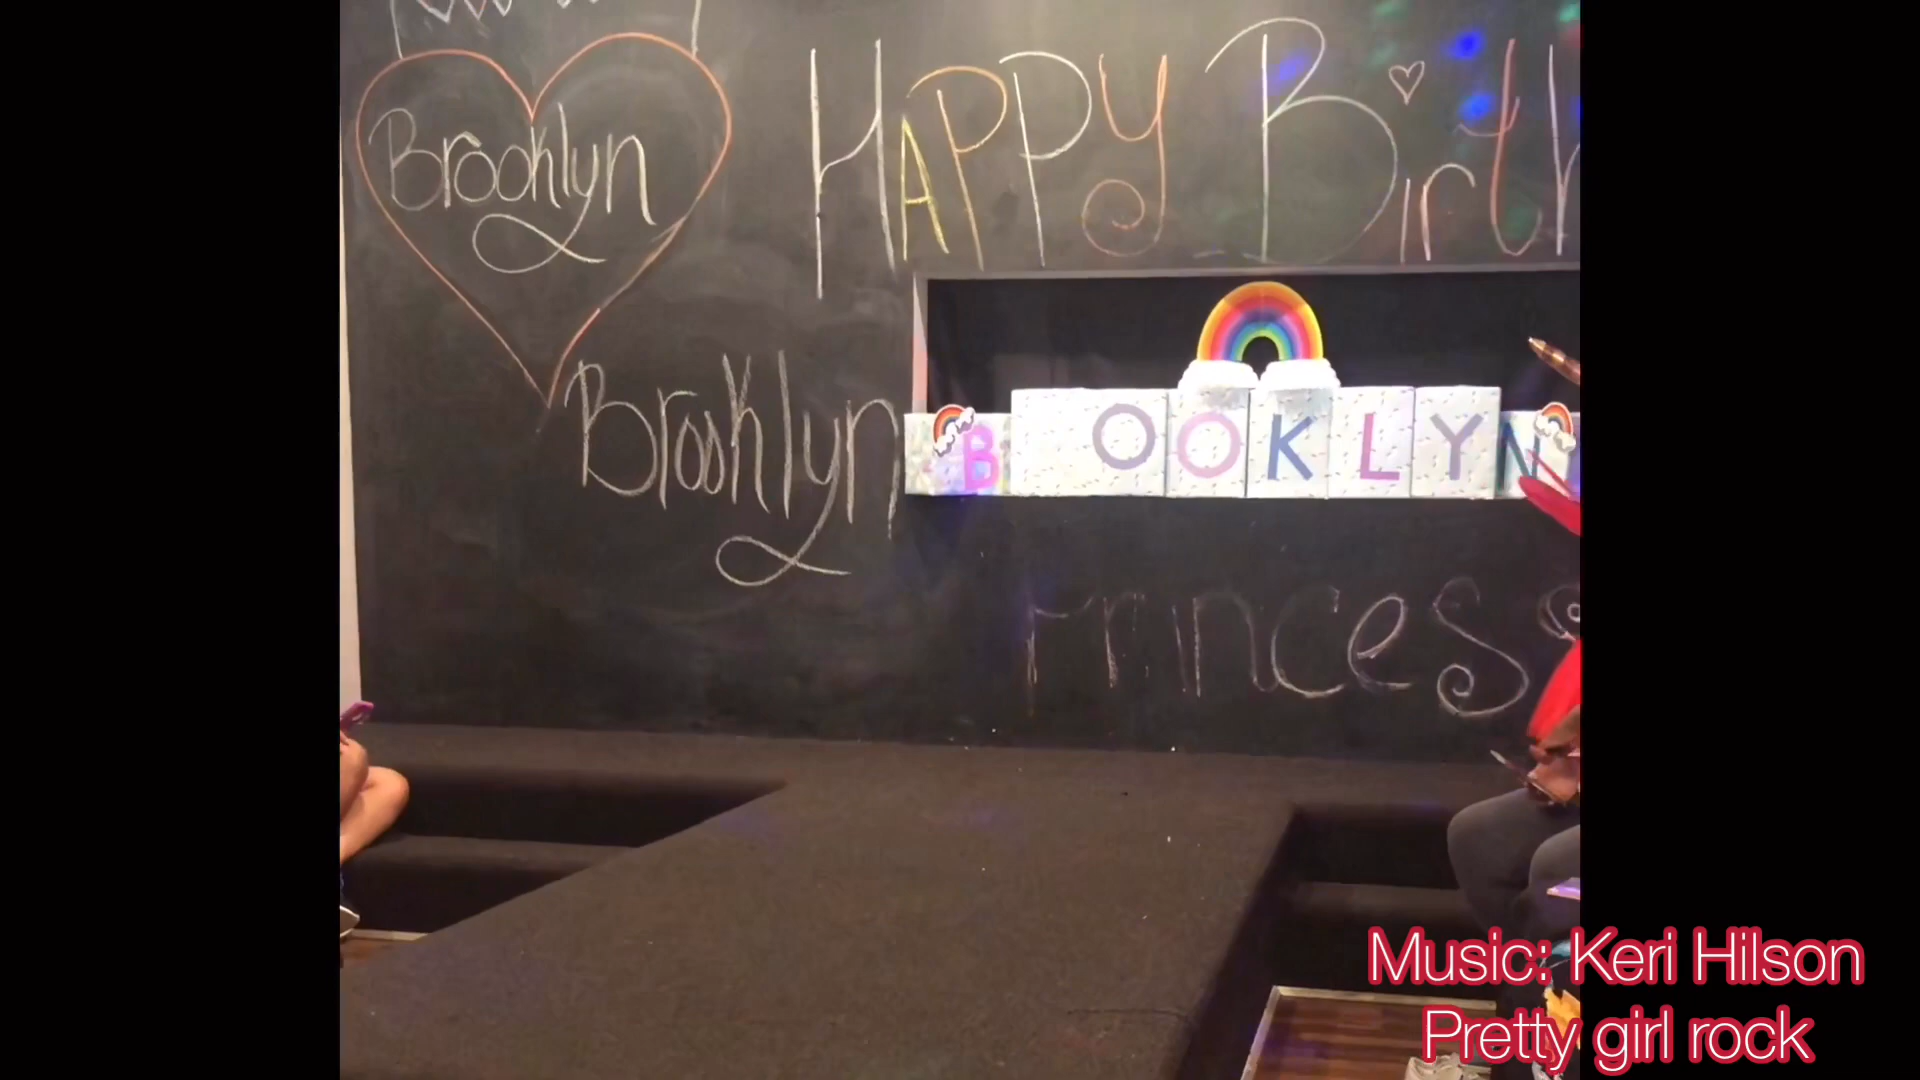 Happy Birth
Brooklyn
Brooklyn
B OOKLYN
Princess
Music: Keri Hilson
Pretty girl rock